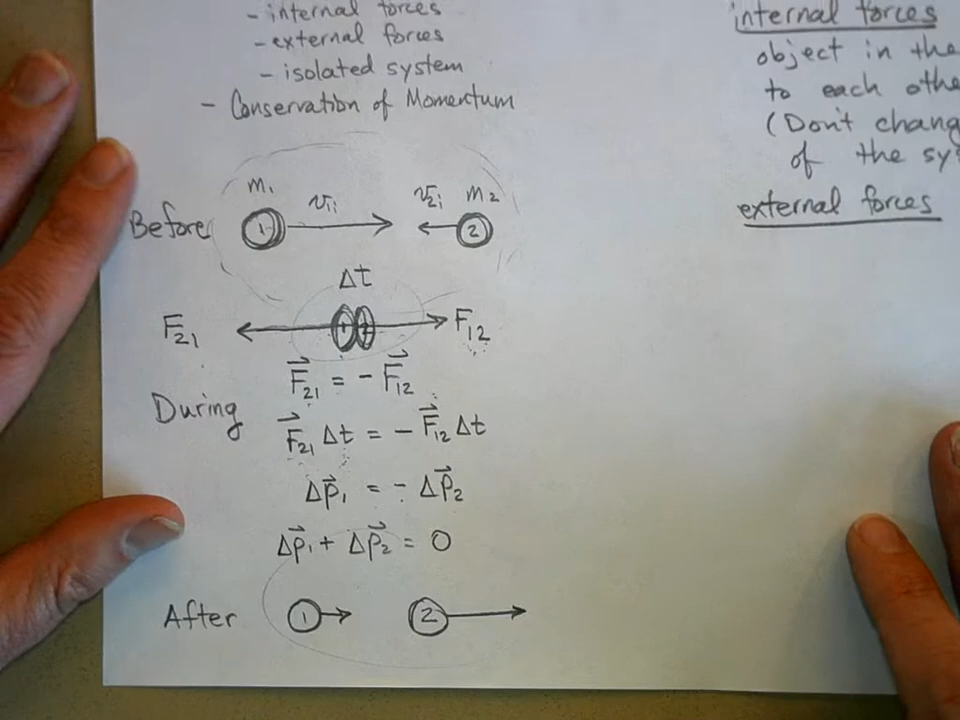 - internal forces
- external forces
- isolated system
- Conservation of Momentum
m₁ v₁ᵢ v₂ᵢ m₂
Before 1 2
Δt
F₂₁ 1 2 F₁₂
F⃗₂₁ = - F⃗₁₂
During
F⃗₂₁ Δt = - F⃗₁₂ Δt
Δp⃗₁ = - Δp⃗₂
Δp⃗₁ + Δp⃗₂ = 0
After 1 2
internal forces
object in the
to each othe
(Don't chang
of the sy
external forces